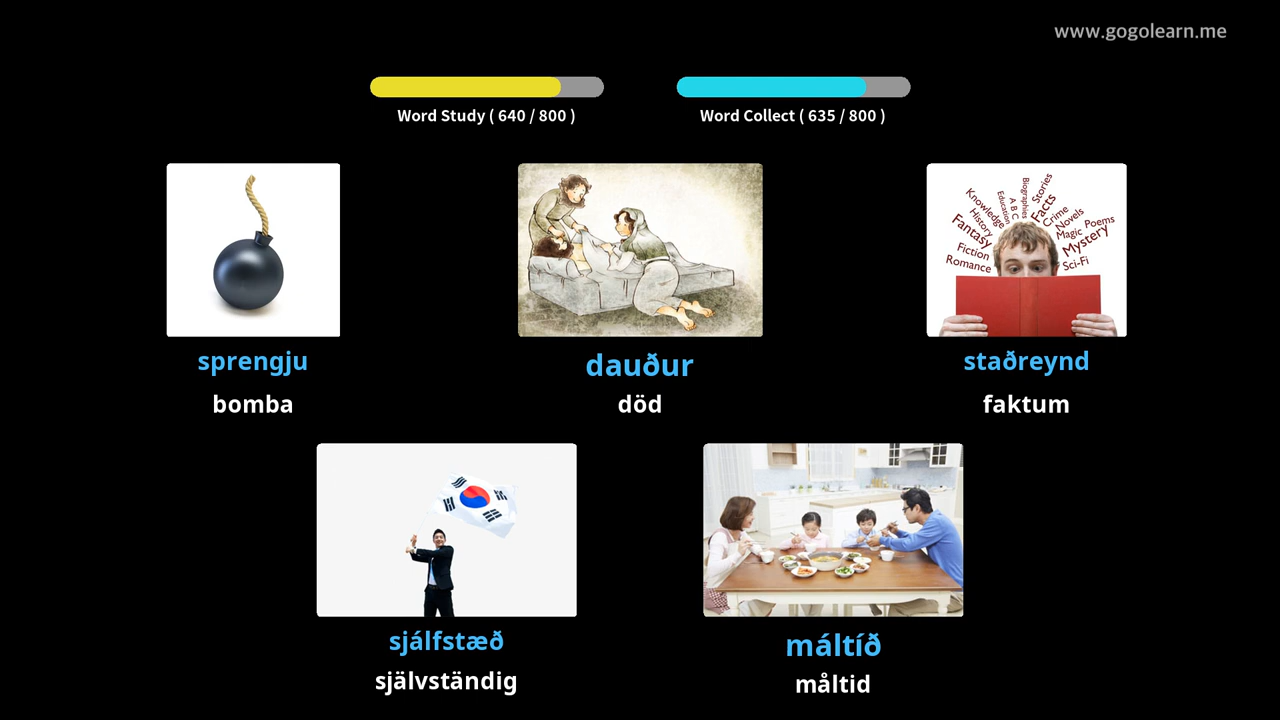 www.gogolearn.me
Word Study ( 640 / 800 )
Word Collect ( 635 / 800 )
Knowledge
History
Fantasy
Fiction
Romance
Education
A B C
Biographies
Stories
Facts
Crime
Novels
Magic
Poems
Mystery
Sci-Fi
sprengju
bomba
dauður
död
staðreynd
faktum
sjálfstæð
självständig
máltíð
måltid